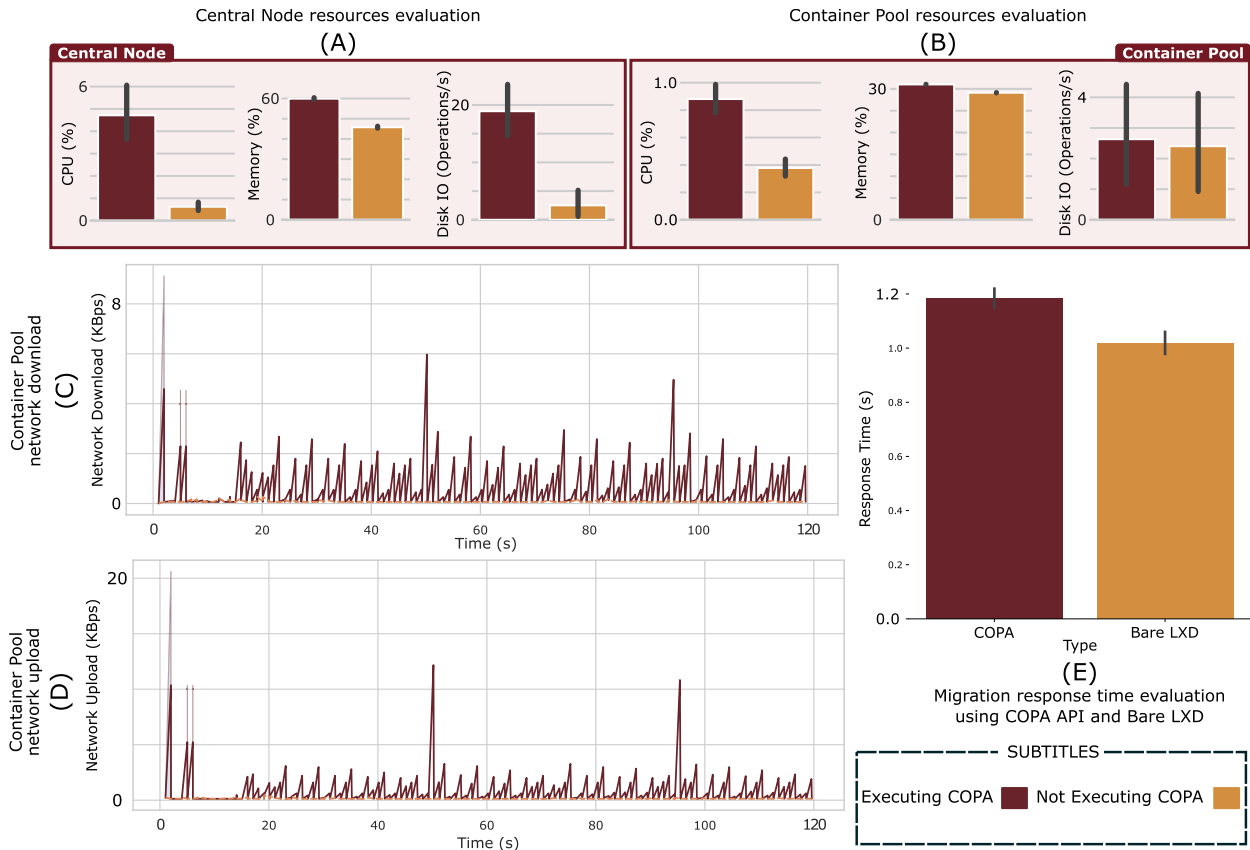 Central Node resources evaluation
(A)
Container Pool resources evaluation
(B)
Central Node
Container Pool
CPU (%)
6
0
Memory (%)
60
0
Disk IO (Operations/s)
20
0
CPU (%)
1.0
0.0
Memory (%)
30
0
Disk IO (Operations/s)
4
0
Container Pool
network download
(C)
Network Download (KBps)
8
0
0
20
40
60
80
100
120
Time (s)
Container Pool
network upload
(D)
Network Upload (KBps)
20
0
0
20
40
60
80
100
120
Time (s)
Response Time (s)
1.2
1.0
0.8
0.6
0.4
0.2
0.0
COPA
Bare LXD
Type
(E)
Migration response time evaluation
using COPA API and Bare LXD
SUBTITLES
Executing COPA
Not Executing COPA